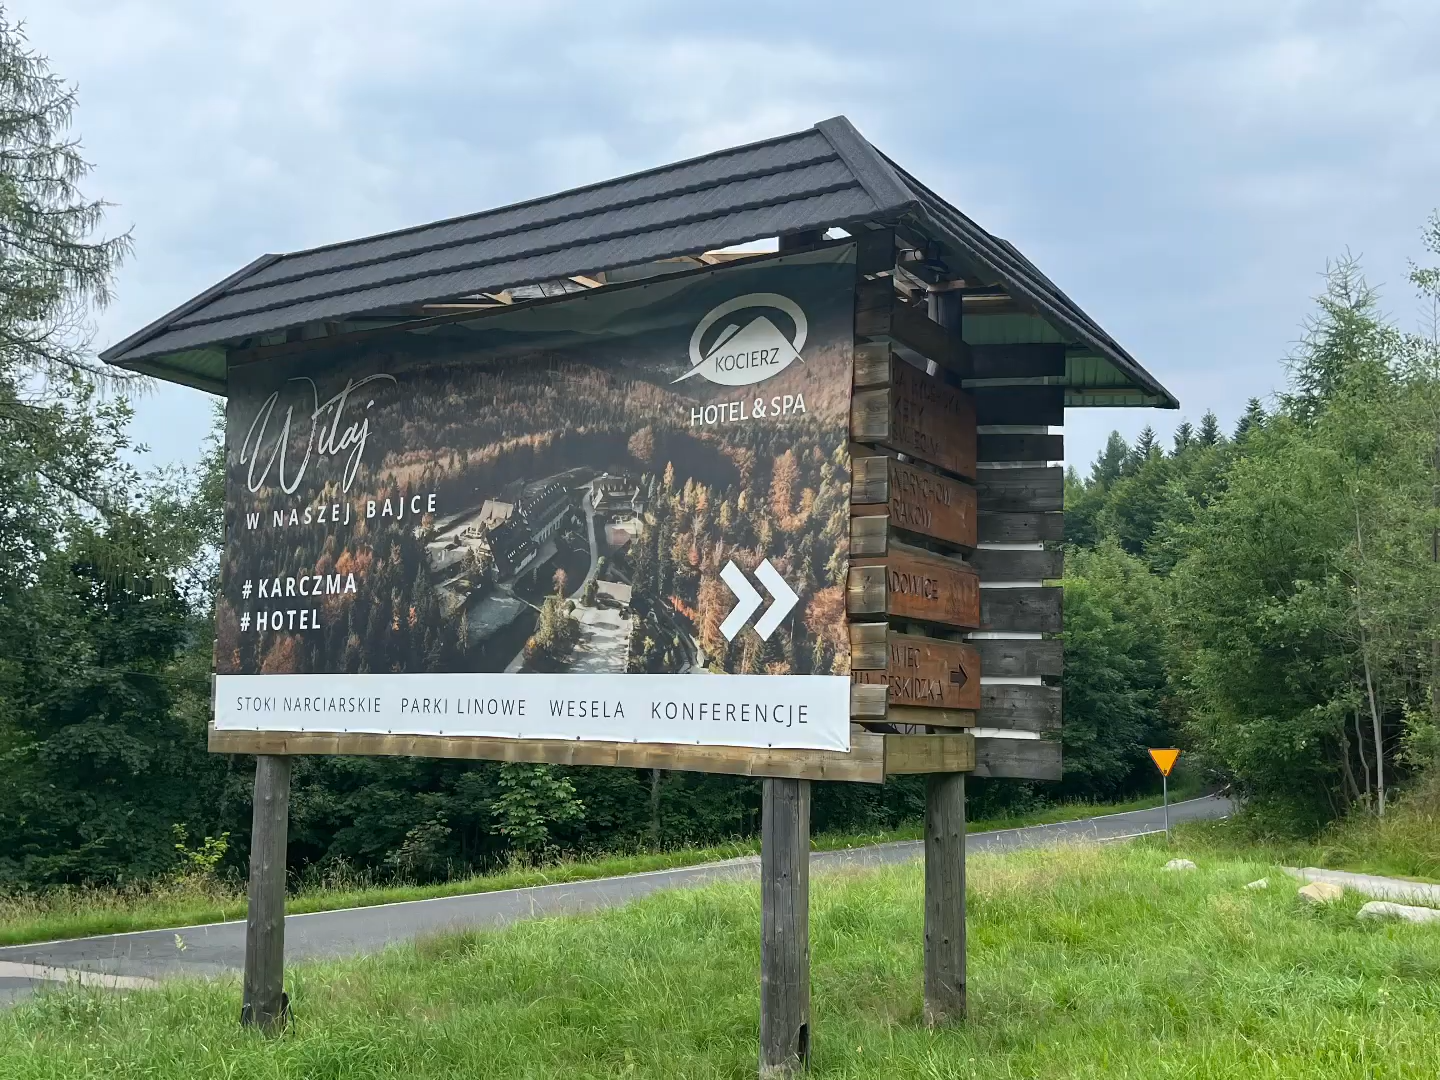 Witaj
W NASZEJ BAJCE
#KARCZMA
#HOTEL
KOCIERZ
HOTEL & SPA
STOKI NARCIARSKIE PARKI LINOWE WESELA KONFERENCJE